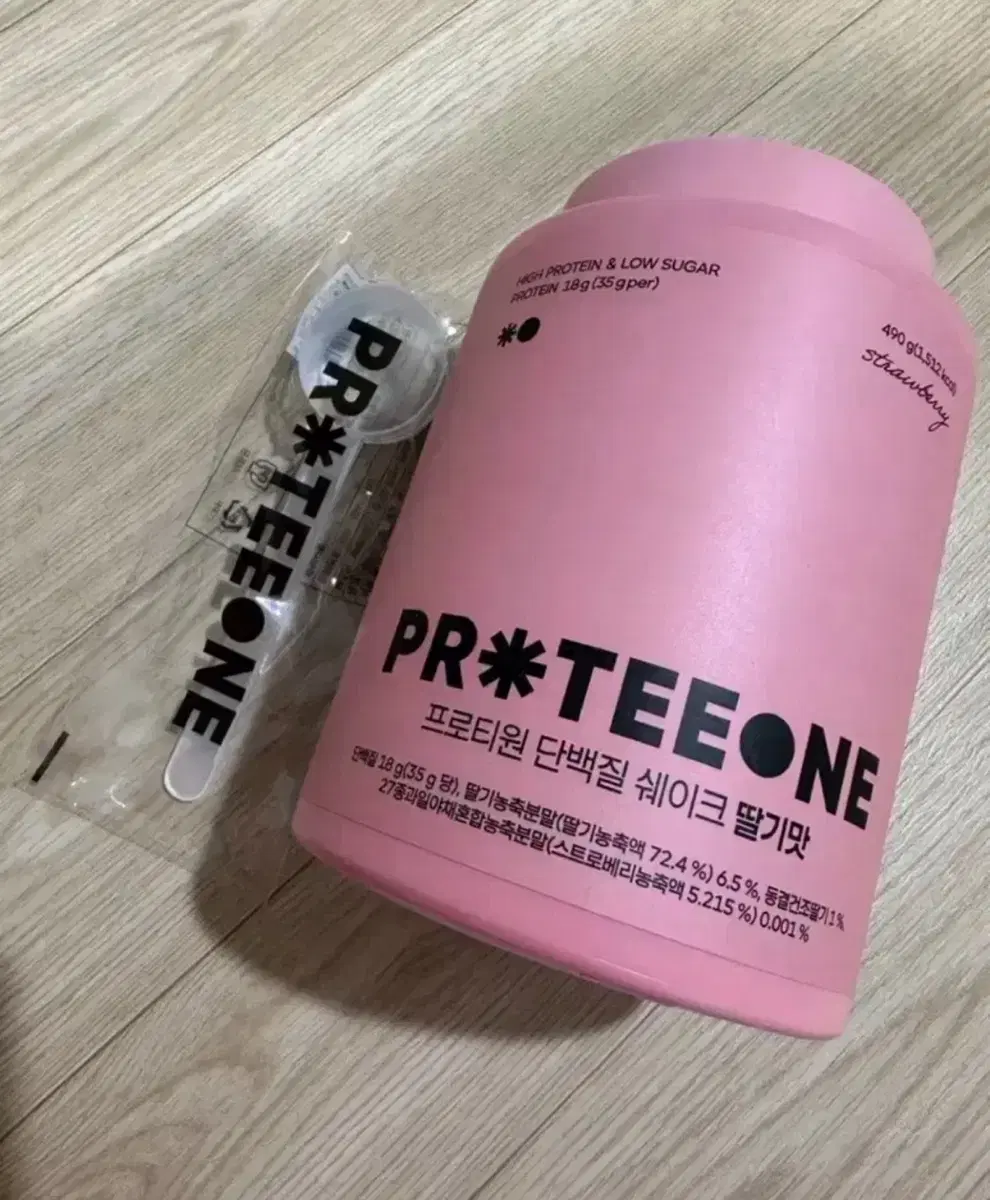 HIGH PROTEIN & LOW SUGAR
PROTEIN 18g (35g per)
490 g(1,512 kcal)
strawberry
PR*TEE●NE
프로티원 단백질 쉐이크 딸기맛
단백질 18 g(35 g 당), 딸기농축분말(딸기농축액 72.4 %) 6.5 %, 동결건조딸기 1 %,
27종과일야채혼합농축분말(스트로베리농축액 5.215 %) 0.001 %
PR*TEE●NE